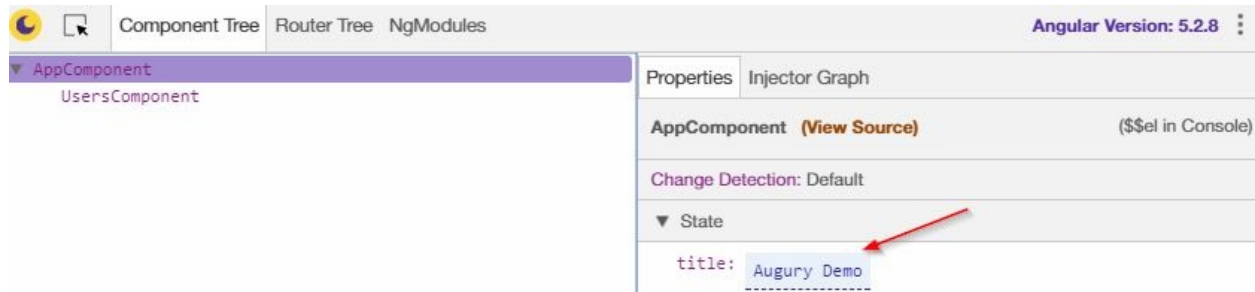 Component Tree Router Tree NgModules Angular Version: 5.2.8
▼ AppComponent
UsersComponent
Properties Injector Graph
AppComponent (View Source) ($$el in Console)
Change Detection: Default
▼ State
title: Augury Demo